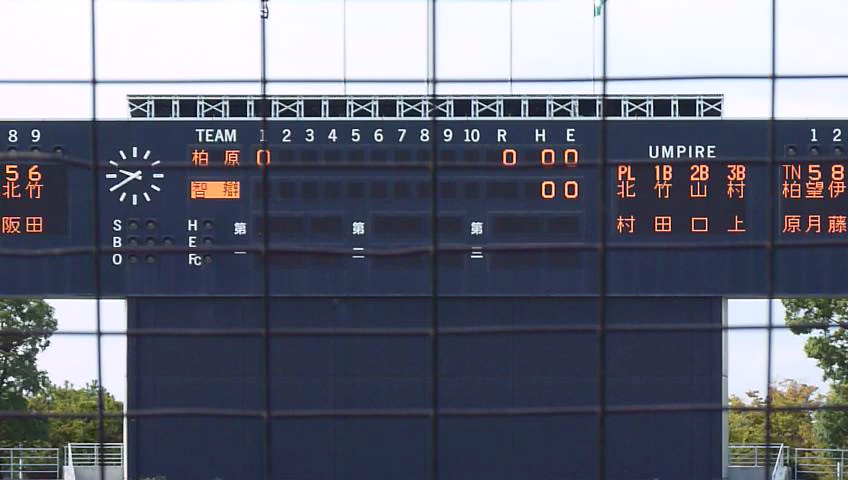 8 9 TEAM 1 2 3 4 5 6 7 8 9 10 R H E UMPIRE 1 2
5 6 柏原 0 0 0 0 PL 1B 2B 3B TN 5 8
北 竹 智辯 0 0 北 竹 山 村 柏 望 伊
阪 田 S H 第一 第二 第三 村 田 口 上 原 月 藤
B E
O Fc